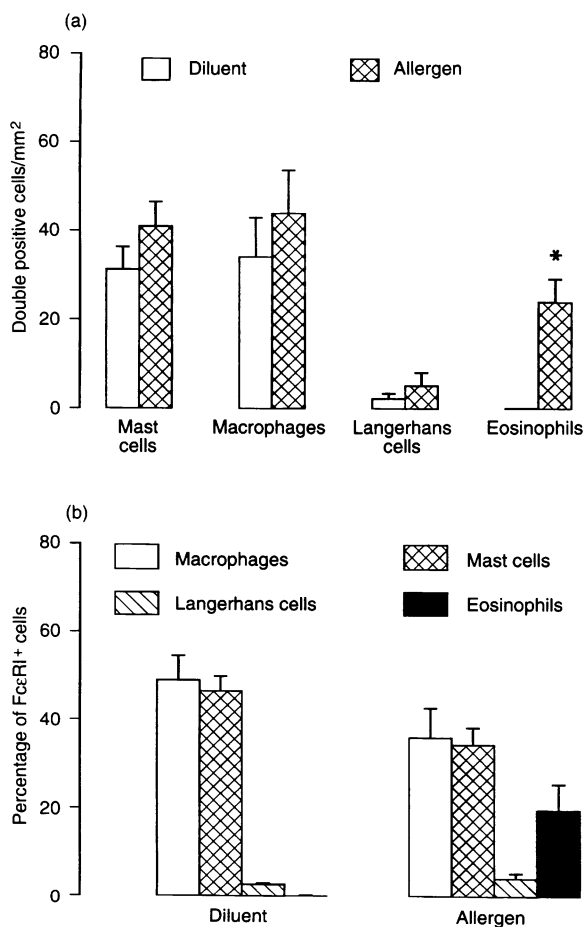 (a)
80
Diluent
Allergen
60
40
20
0
Double positive cells/mm²
*
Mast cells
Macrophages
Langerhans cells
Eosinophils
(b)
80
Macrophages
Mast cells
Langerhans cells
Eosinophils
60
40
20
0
Percentage of FcεRI⁺ cells
Diluent
Allergen